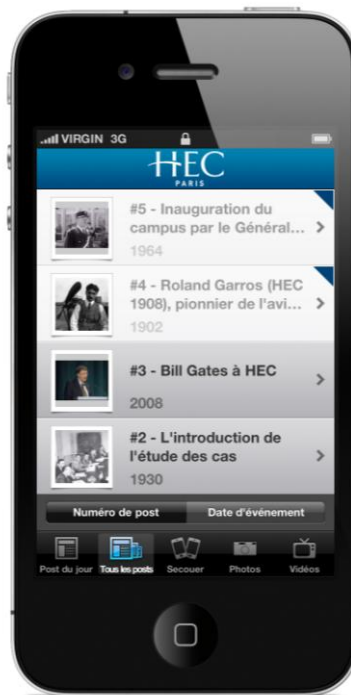 VIRGIN 3G
HEC
PARIS
#5 - Inauguration du
campus par le Général...
1964
#4 - Roland Garros (HEC
1908), pionnier de l'avi...
1902
#3 - Bill Gates à HEC
2008
#2 - L'introduction de
l'étude des cas
1930
Numéro de post Date d'événement
Post du jour Tous les posts Secouer Photos Vidéos